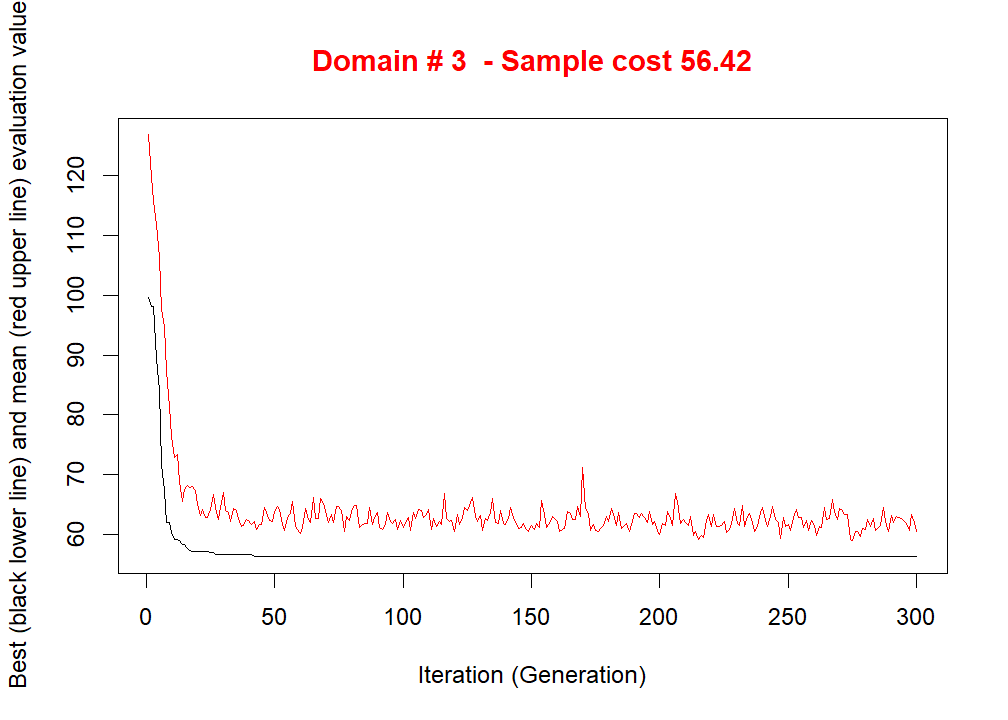 Domain # 3  - Sample cost 56.42
Best (black lower line) and mean (red upper line) evaluation value
120
110
100
90
80
70
60
0 50 100 150 200 250 300
Iteration (Generation)